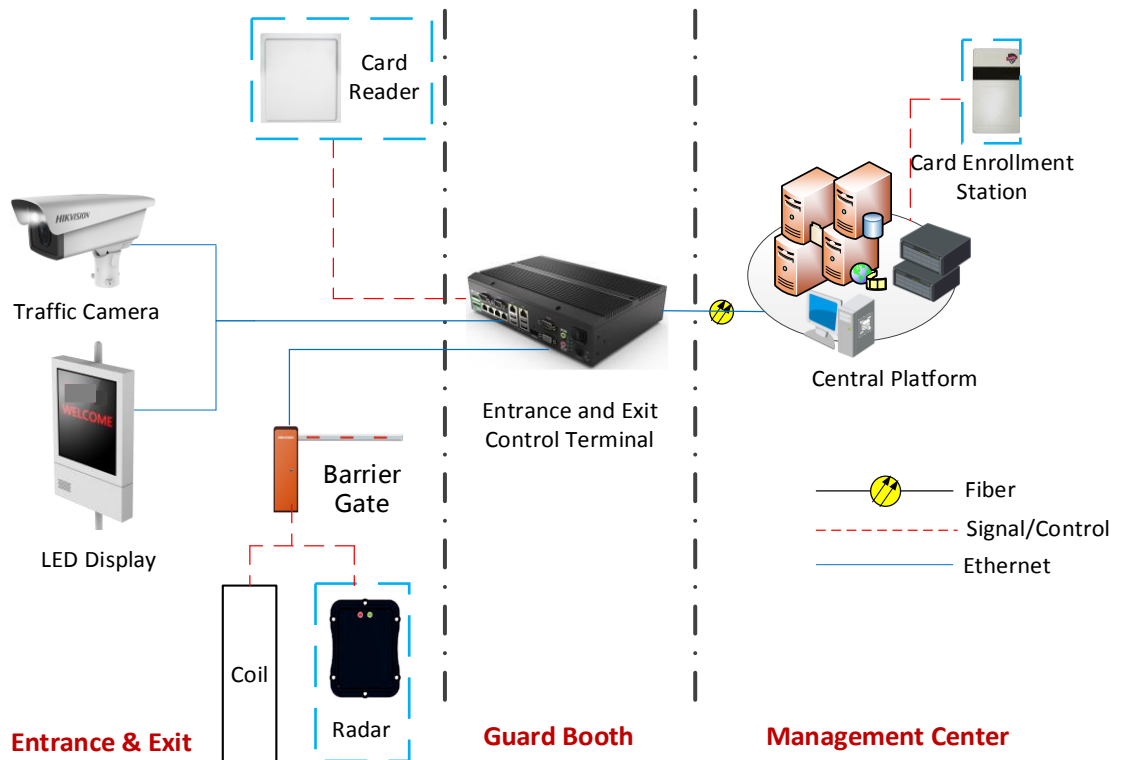 Card
Reader
HIKVISION
Traffic Camera
WELCOME
LED Display
Barrier
Gate
Coil
Radar
Entrance & Exit
Entrance and Exit
Control Terminal
Guard Booth
Card Enrollment
Station
Central Platform
Fiber
Signal/Control
Ethernet
Management Center